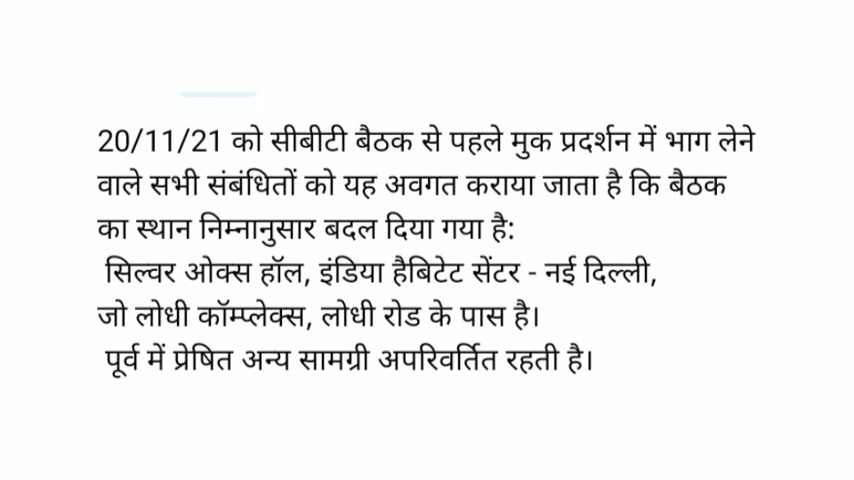 20/11/21 को सीबीटी बैठक से पहले मुक प्रदर्शन में भाग लेने
वाले सभी संबंधितों को यह अवगत कराया जाता है कि बैठक
का स्थान निम्नानुसार बदल दिया गया है:
सिल्वर ओक्स हॉल, इंडिया हैबिटेट सेंटर - नई दिल्ली,
जो लोधी कॉम्प्लेक्स, लोधी रोड के पास है।
पूर्व में प्रेषित अन्य सामग्री अपरिवर्तित रहती है।